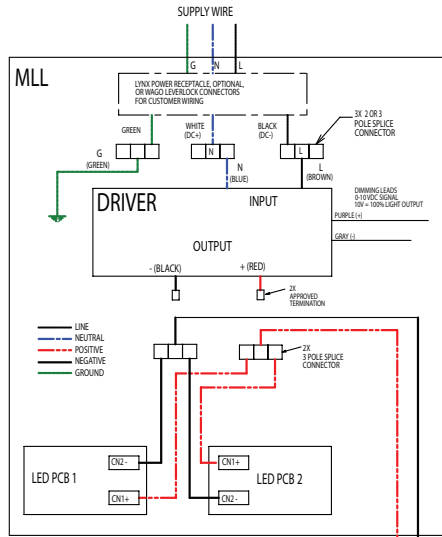 SUPPLY WIRE
G N L
MLL
LYNX POWER RECEPTACLE, OPTIONAL,
OR WAGO LEVERLOCK CONNECTORS
FOR CUSTOMER WIRING
GREEN
WHITE
(DC+)
BLACK
(DC-)
3X 2 OR 3
POLE SPLICE
CONNECTOR
N
L
G
(GREEN)
N
(BLUE)
L
(BROWN)
DRIVER
INPUT
OUTPUT
DIMMING LEADS
0-10 VDC SIGNAL
10V = 100% LIGHT OUTPUT
PURPLE (+)
GRAY (-)
- (BLACK)
+ (RED)
2X
APPROVED
TERMINATION
LINE
NEUTRAL
POSITIVE
NEGATIVE
GROUND
2X
3 POLE SPLICE
CONNECTOR
LED PCB 1
CN2 -
CN1+
CN1+
CN2 -
LED PCB 2